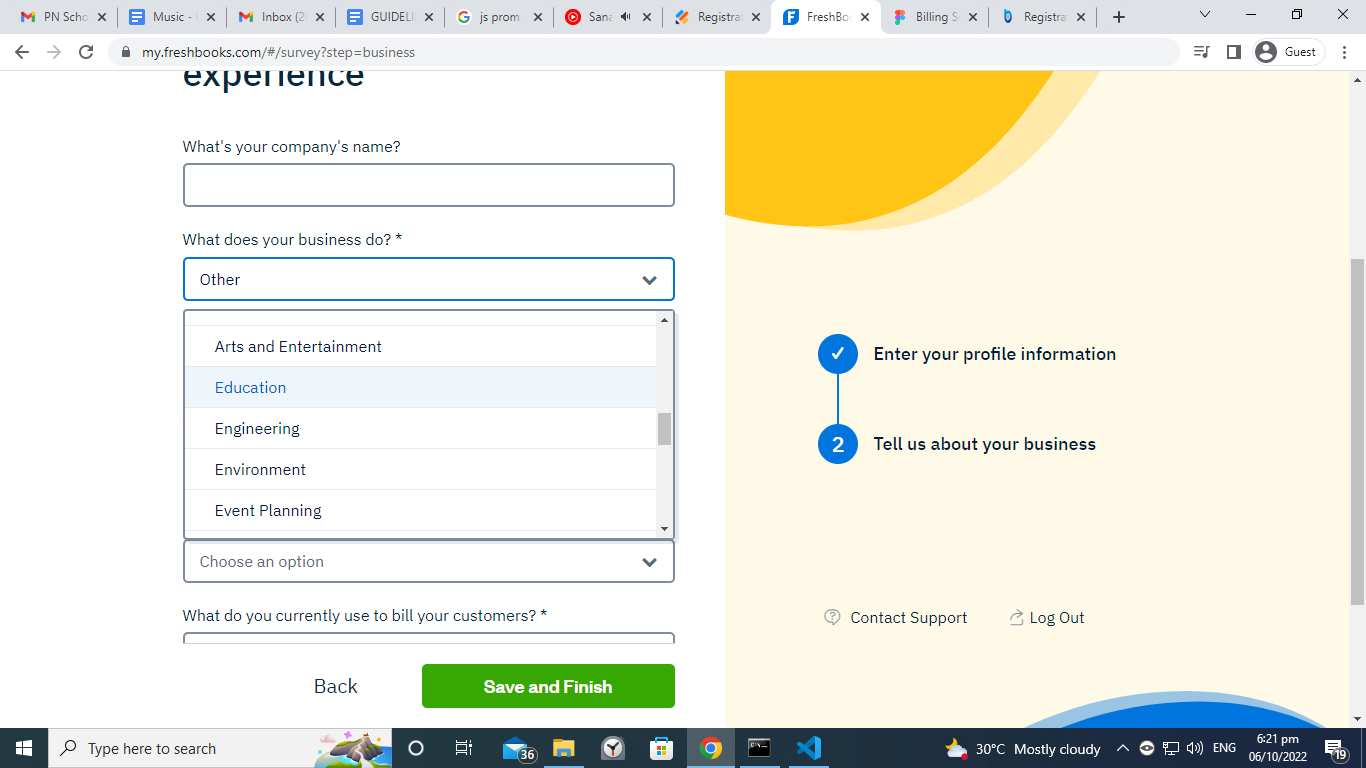 PN Scho
Music -
Inbox (2
GUIDELI
js prom
Sana
Registra
FreshBoo
Billing S
Registra
my.freshbooks.com/#/survey?step=business
Guest
experience
What's your company's name?
What does your business do? *
Other
Arts and Entertainment
Education
Engineering
Environment
Event Planning
Choose an option
What do you currently use to bill your customers? *
Back
Save and Finish
✓ Enter your profile information
2 Tell us about your business
Contact Support
Log Out
Type here to search
36
30°C Mostly cloudy
ENG
6:21 pm
06/10/2022
19